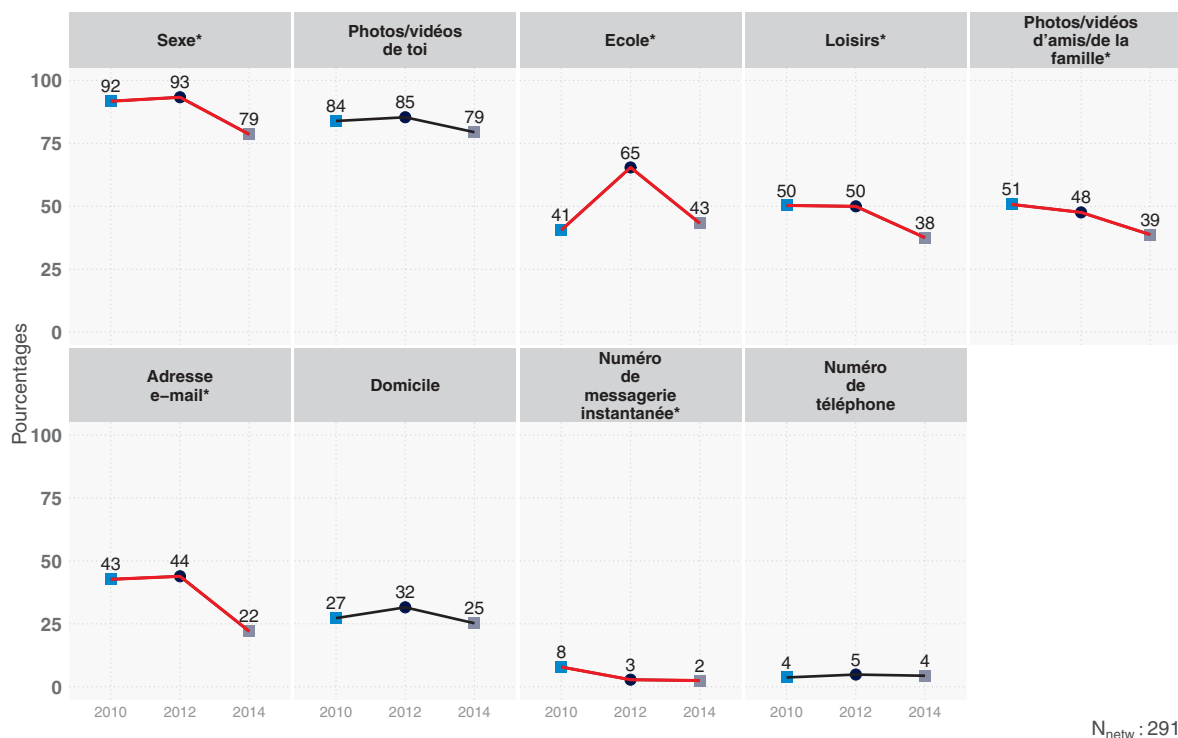 Sexe*
Photos/vidéos
de toi
Ecole*
Loisirs*
Photos/vidéos
d'amis/de la
famille*
100
75
50
25
0
92
93
79
84
85
79
41
65
43
50
50
38
51
48
39
Pourcentages
Adresse
e−mail*
Domicile
Numéro
de
messagerie
instantanée*
Numéro
de
téléphone
100
75
50
25
0
43
44
22
27
32
25
8
3
2
4
5
4
2010 2012 2014
2010 2012 2014
2010 2012 2014
2010 2012 2014
Nnetw : 291